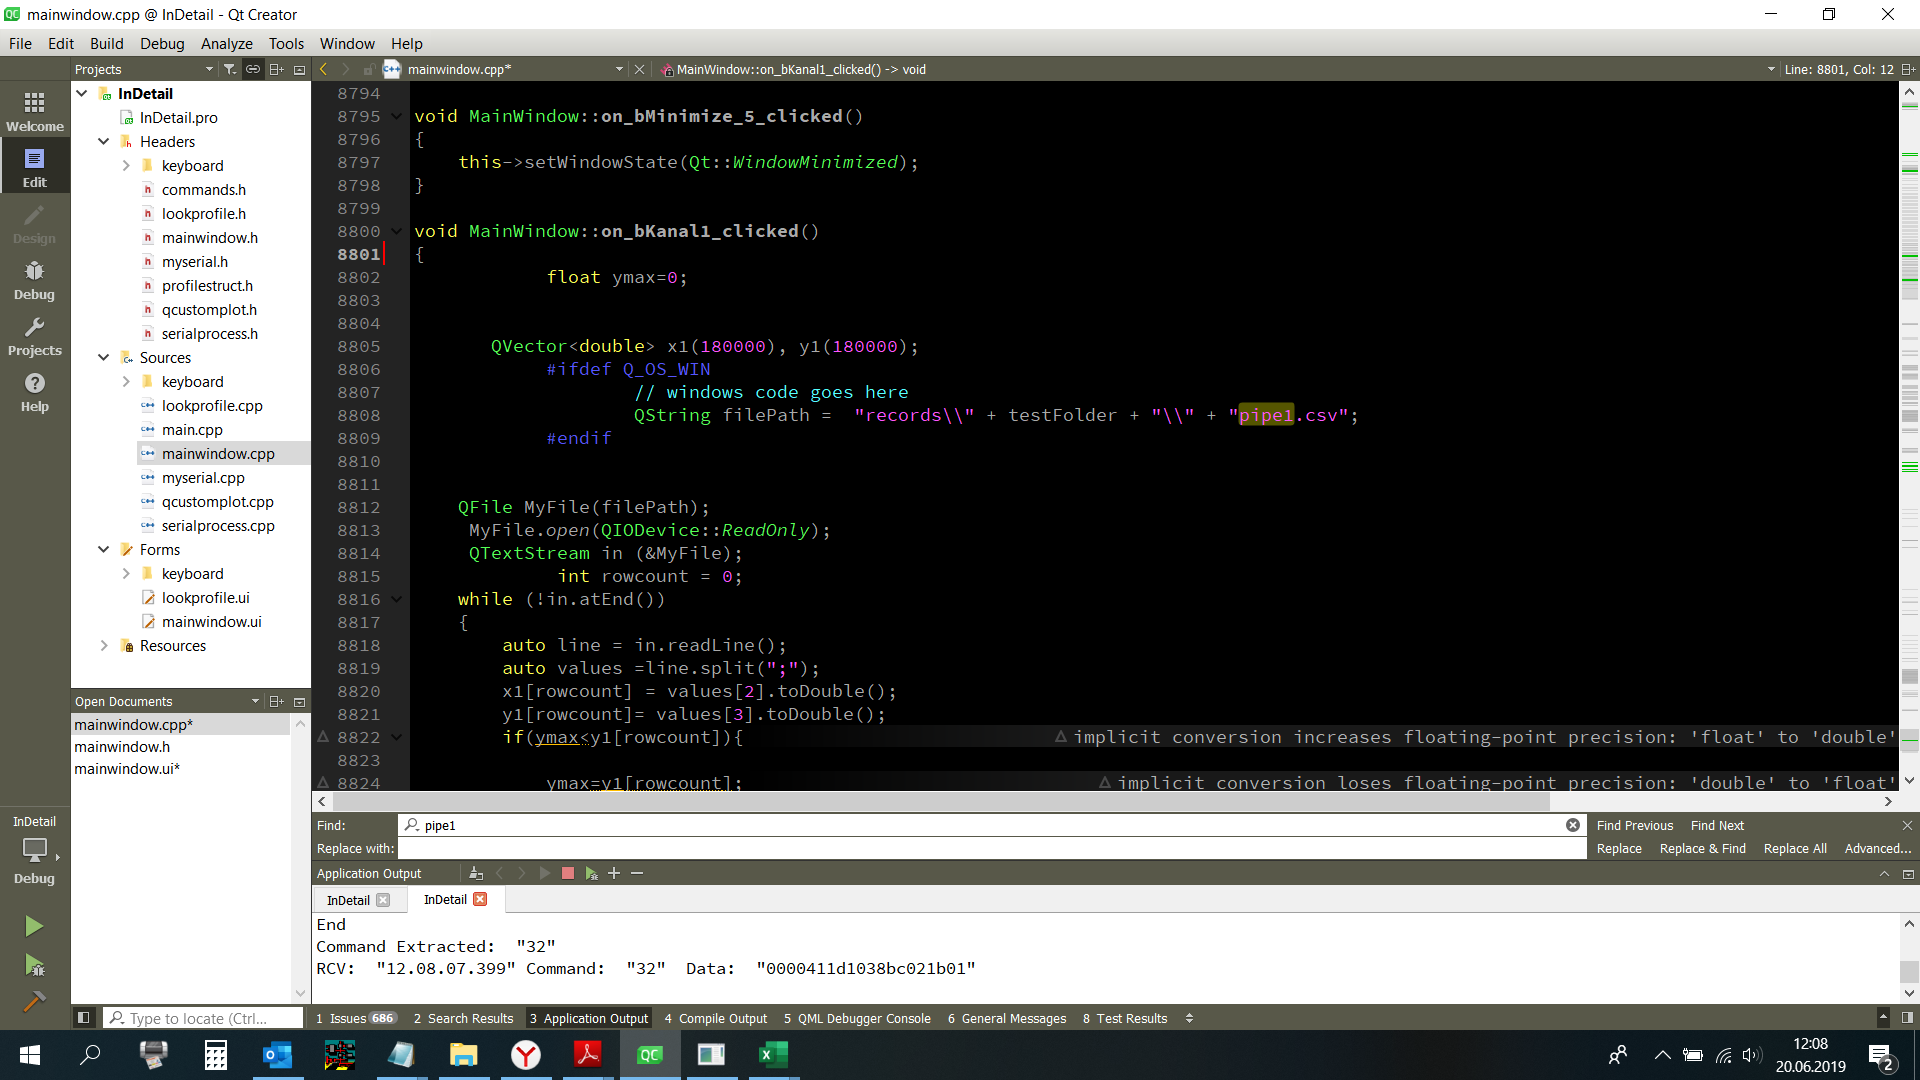 mainwindow.cpp @ InDetail - Qt Creator
File Edit Build Debug Analyze Tools Window Help
Projects
mainwindow.cpp*
MainWindow::on_bKanal1_clicked() -> void
Line: 8801, Col: 12
Welcome
Edit
Design
Debug
Projects
Help
InDetail
InDetail.pro
Headers
keyboard
commands.h
lookprofile.h
mainwindow.h
myserial.h
profilestruct.h
qcustomplot.h
serialprocess.h
Sources
keyboard
lookprofile.cpp
main.cpp
mainwindow.cpp
myserial.cpp
qcustomplot.cpp
serialprocess.cpp
Forms
keyboard
lookprofile.ui
mainwindow.ui
Resources
Open Documents
mainwindow.cpp*
mainwindow.h
mainwindow.ui*
InDetail
Debug
8794
8795 void MainWindow::on_bMinimize_5_clicked()
8796 {
8797 this->setWindowState(Qt::WindowMinimized);
8798 }
8799
8800 void MainWindow::on_bKanal1_clicked()
8801 {
8802 float ymax=0;
8803
8804
8805 QVector<double> x1(180000), y1(180000);
8806 #ifdef Q_OS_WIN
8807 // windows code goes here
8808 QString filePath = "records\\" + testFolder + "\\" + "pipe1.csv";
8809 #endif
8810
8811
8812 QFile MyFile(filePath);
8813 MyFile.open(QIODevice::ReadOnly);
8814 QTextStream in (&MyFile);
8815 int rowcount = 0;
8816 while (!in.atEnd())
8817 {
8818 auto line = in.readLine();
8819 auto values =line.split(";");
8820 x1[rowcount] = values[2].toDouble();
8821 y1[rowcount]= values[3].toDouble();
8822 if(ymax<y1[rowcount]){ implicit conversion increases floating-point precision: 'float' to 'double'
8823
8824 ymax=y1[rowcount]; implicit conversion loses floating-point precision: 'double' to 'float'
Find: pipe1 Find Previous Find Next
Replace with: Replace Replace & Find Replace All Advanced...
Application Output
InDetail InDetail
End
Command Extracted: "32"
RCV: "12.08.07.399" Command: "32" Data: "0000411d1038bc021b01"
Type to locate (Ctrl...
1 Issues 686 2 Search Results 3 Application Output 4 Compile Output 5 QML Debugger Console 6 General Messages 8 Test Results
12:08
20.06.2019
2